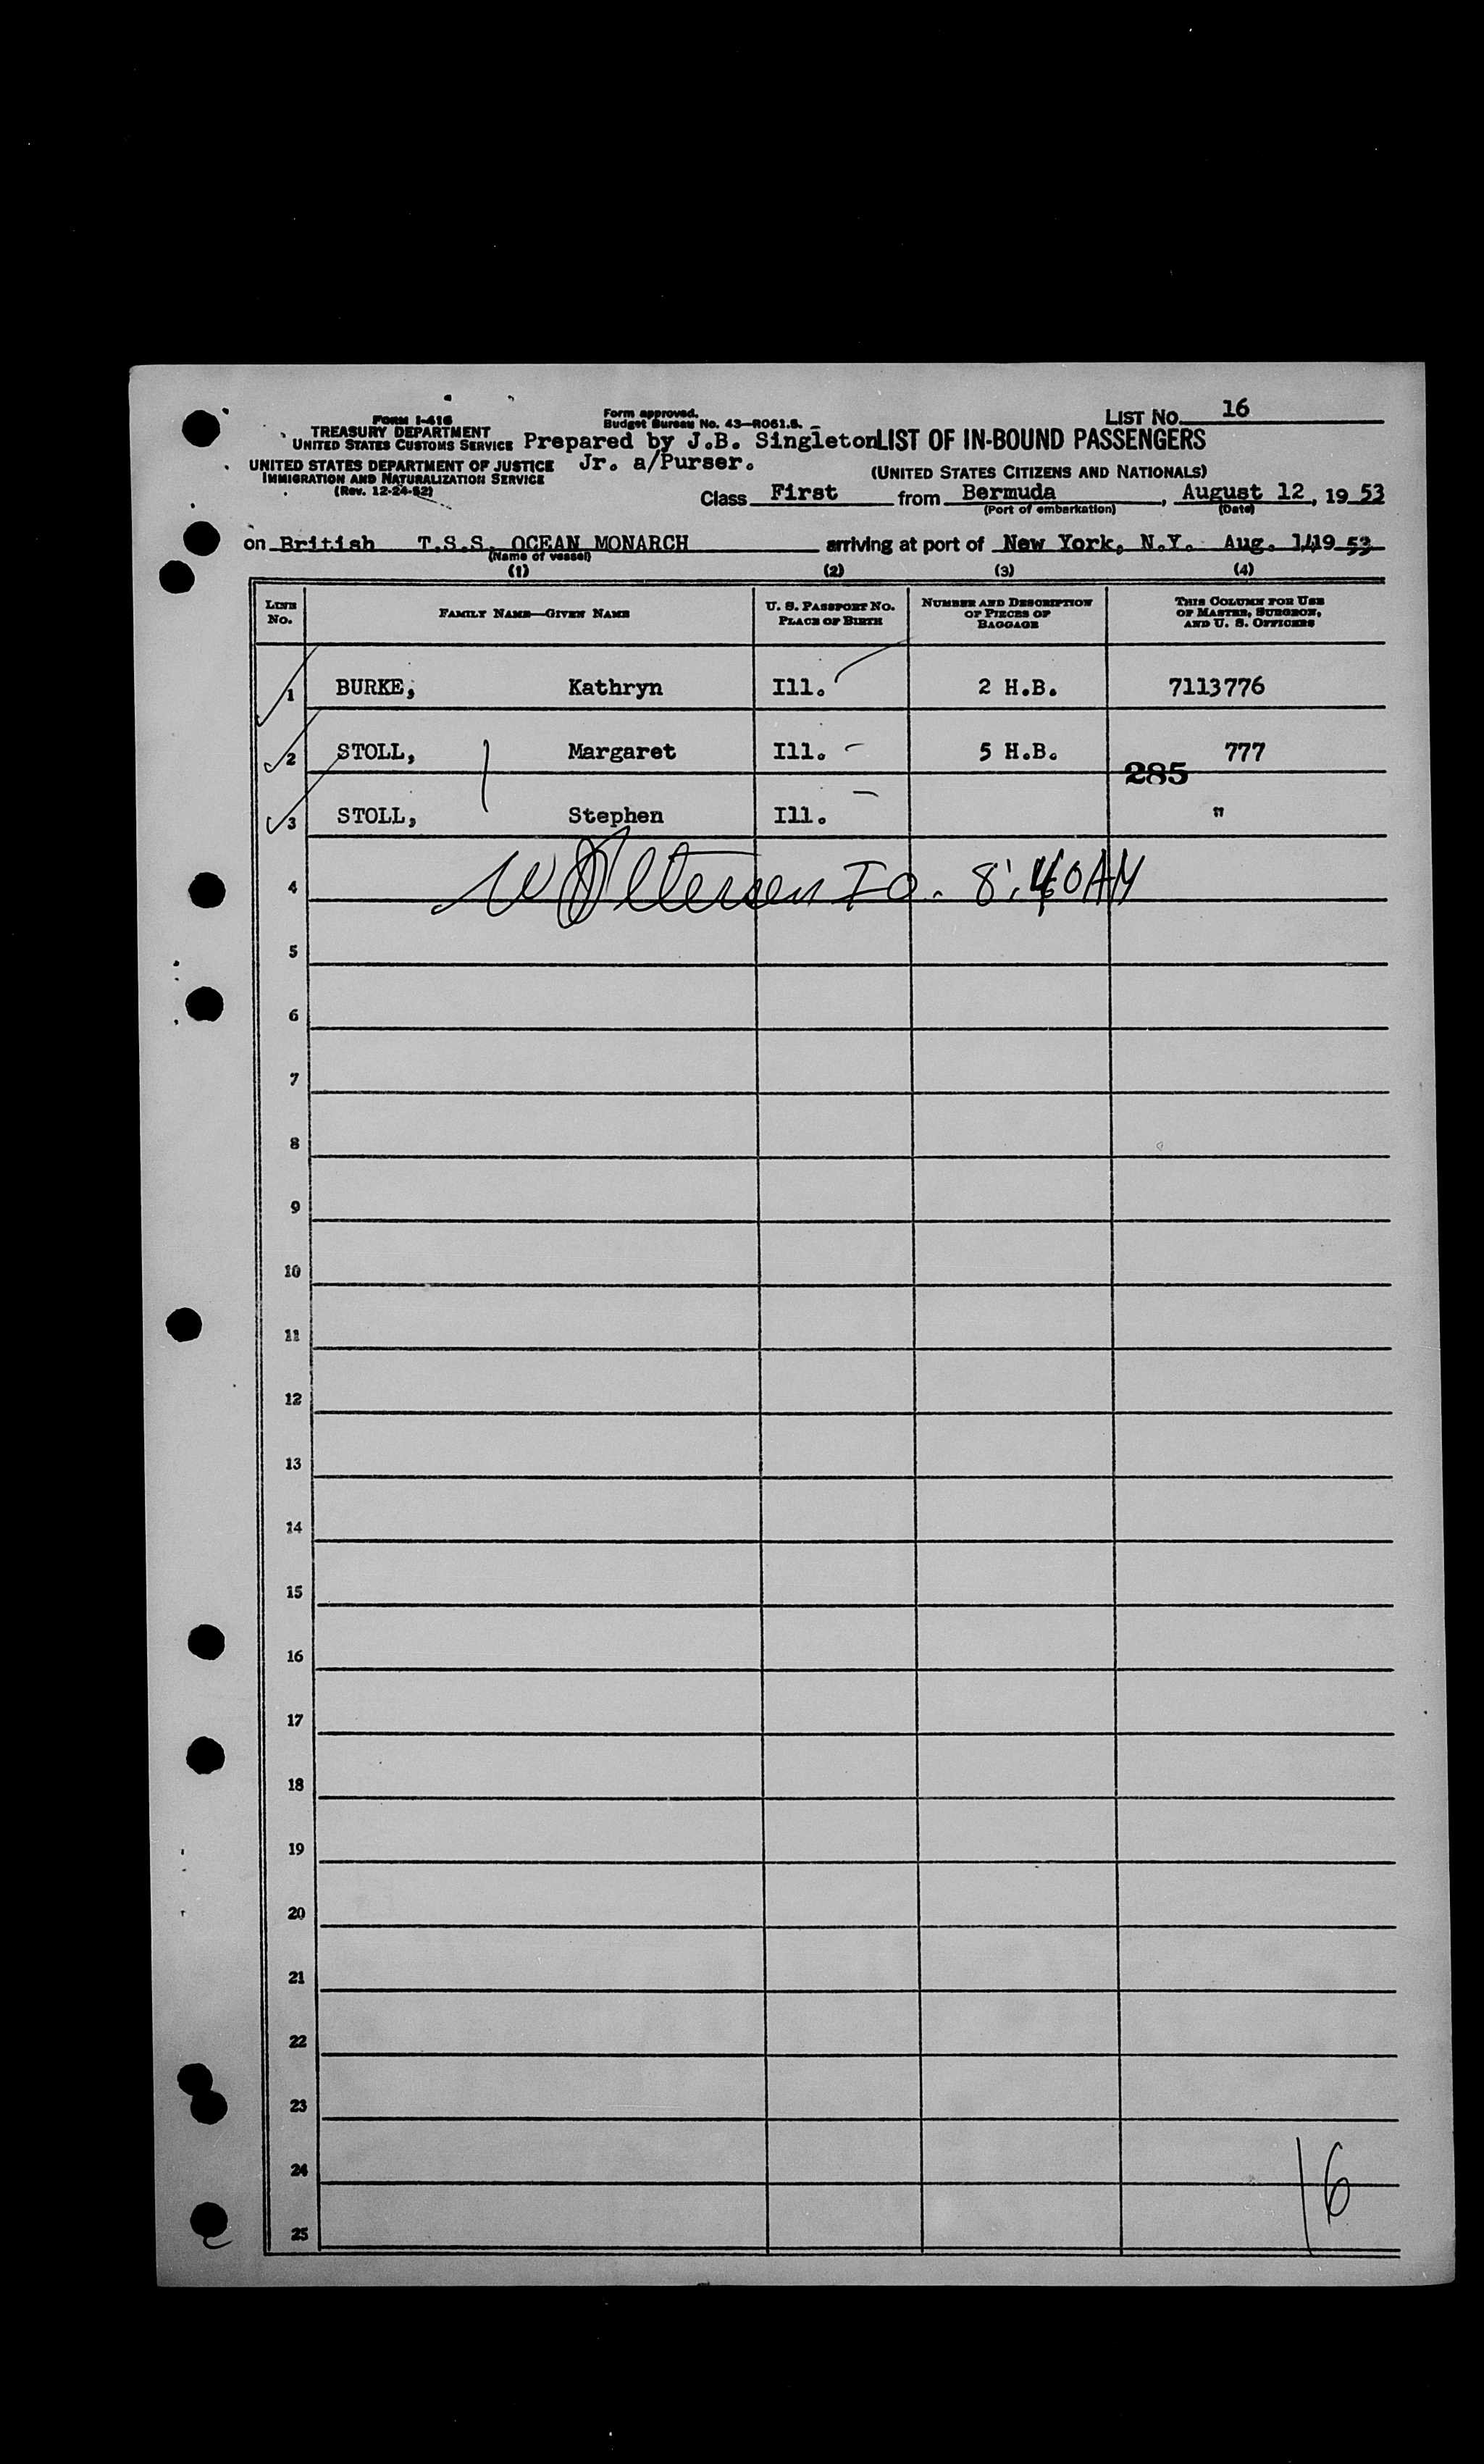 FORM I-416
TREASURY DEPARTMENT
UNITED STATES CUSTOMS SERVICE
UNITED STATES DEPARTMENT OF JUSTICE
IMMIGRATION AND NATURALIZATION SERVICE
(Rev. 12-24-52)
Form approved.
Budget Bureau No. 43-R061.5.
Prepared by J.B. Singleton
Jr. a/Purser.
LIST NO. 16
LIST OF IN-BOUND PASSENGERS
(UNITED STATES CITIZENS AND NATIONALS)
Class First from Bermuda, August 12, 1953
(Port of embarkation) (Date)
on British T.S.S. OCEAN MONARCH arriving at port of New York, N.Y. Aug. 14 1953
(Name of vessel)
(1) (2) (3) (4)
LINE NO. FAMILY NAME—GIVEN NAME U. S. PASSPORT NO. PLACE OF BIRTH NUMBER AND DESCRIPTION OF PIECES OF BAGGAGE THIS COLUMN FOR USE OF MASTER, SURGEON, AND U. S. OFFICERS
1 BURKE, Kathryn Ill. 2 H.B. 7113776
2 STOLL, Margaret Ill. 5 H.B. 777
285
3 STOLL, Stephen Ill. "
4 8:40AM
5
6
7
8
9
10
11
12
13
14
15
16
17
18
19
20
21
22
23
24
16
25